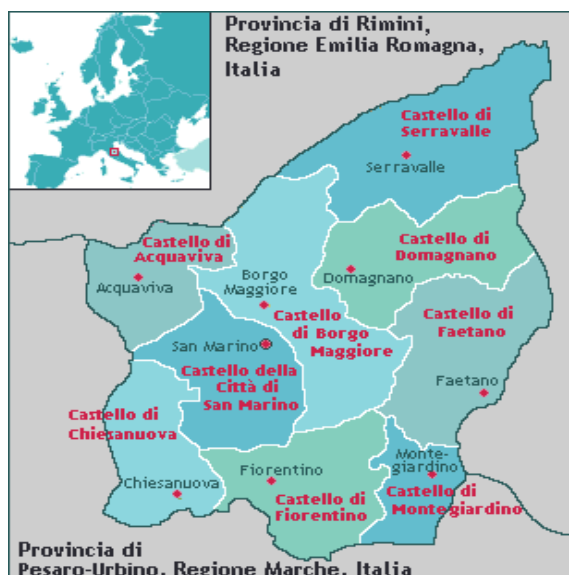 Provincia di Rimini,
Regione Emilia Romagna,
Italia
Castello di
Serravalle
Serravalle
Castello di
Acquaviva
Acquaviva
Borgo
Maggiore
Castello
di Borgo
Maggiore
Castello di
Domagnano
Domagnano
Castello di
Faetano
Faetano
San Marino
Castello della
Città di
San Marino
Castello di
Chiesanuova
Chiesanuova
Fiorentino
Castello di
Fiorentino
Monte-
giardino
Castello di
Montegiardino
Provincia di
Pesaro-Urbino, Regione Marche, Italia